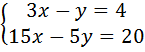 3x − y = 4
15x − 5y = 20